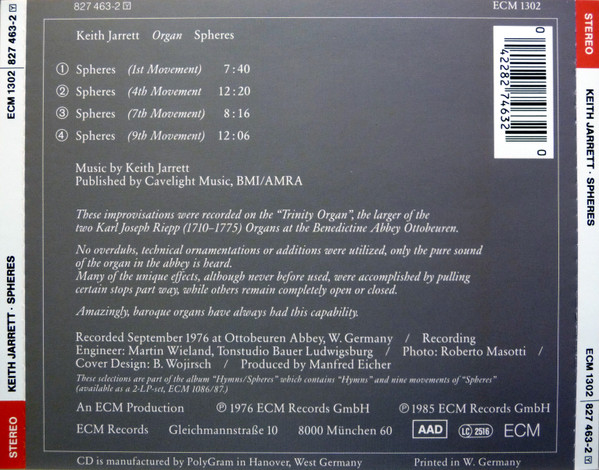 827 463-2 Ⓨ
ECM 1302
Keith Jarrett Organ Spheres
① Spheres (1st Movement) 7:40
② Spheres (4th Movement 12:20
③ Spheres (7th Movement) 8:16
④ Spheres (9th Movement) 12:06
Music by Keith Jarrett
Published by Cavelight Music, BMI/AMRA
These improvisations were recorded on the “Trinity Organ”, the larger of the
two Karl Joseph Riepp (1710–1775) Organs at the Benedictine Abbey Ottobeuren.
No overdubs, technical ornamentations or additions were utilized, only the pure sound
of the organ in the abbey is heard.
Many of the unique effects, although never before used, were accomplished by pulling
certain stops part way, while others remain completely open or closed.
Amazingly, baroque organs have always had this capability.
Recorded September 1976 at Ottobeuren Abbey, W. Germany / Recording
Engineer: Martin Wieland, Tonstudio Bauer Ludwigsburg / Photo: Roberto Masotti /
Cover Design: B. Wojirsch / Produced by Manfred Eicher
These selections are part of the album “Hymns/Spheres” which contains “Hymns” and nine movements of “Spheres”
(available as a 2-LP-set, ECM 1086/87.)
An ECM Production ℗ 1976 ECM Records GmbH ℗ 1985 ECM Records GmbH
ECM Records Gleichmannstraße 10 8000 München 60 AAD LC 2516 ECM
CD is manufactured by PolyGram in Hanover, West Germany Printed in W. Germany
0 42282 74632 0
STEREO KEITH JARRETT · SPHERES ECM 1302 827 463-2 Ⓨ
STEREO KEITH JARRETT · SPHERES ECM 1302 827 463-2 Ⓨ